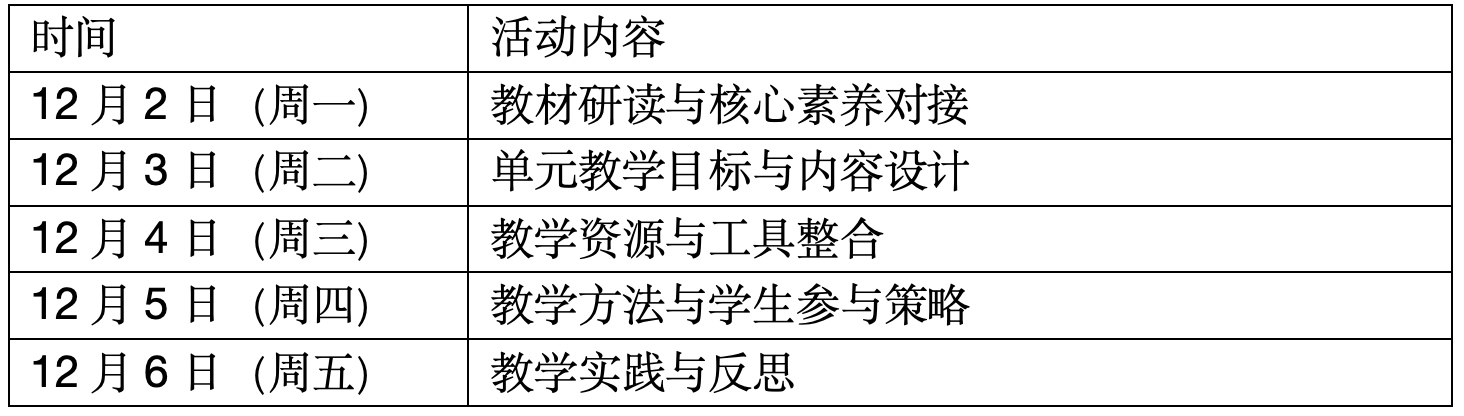 时间 活动内容
12 月 2 日 (周一) 教材研读与核心素养对接
12 月 3 日 (周二) 单元教学目标与内容设计
12 月 4 日 (周三) 教学资源与工具整合
12 月 5 日 (周四) 教学方法与学生参与策略
12 月 6 日 (周五) 教学实践与反思